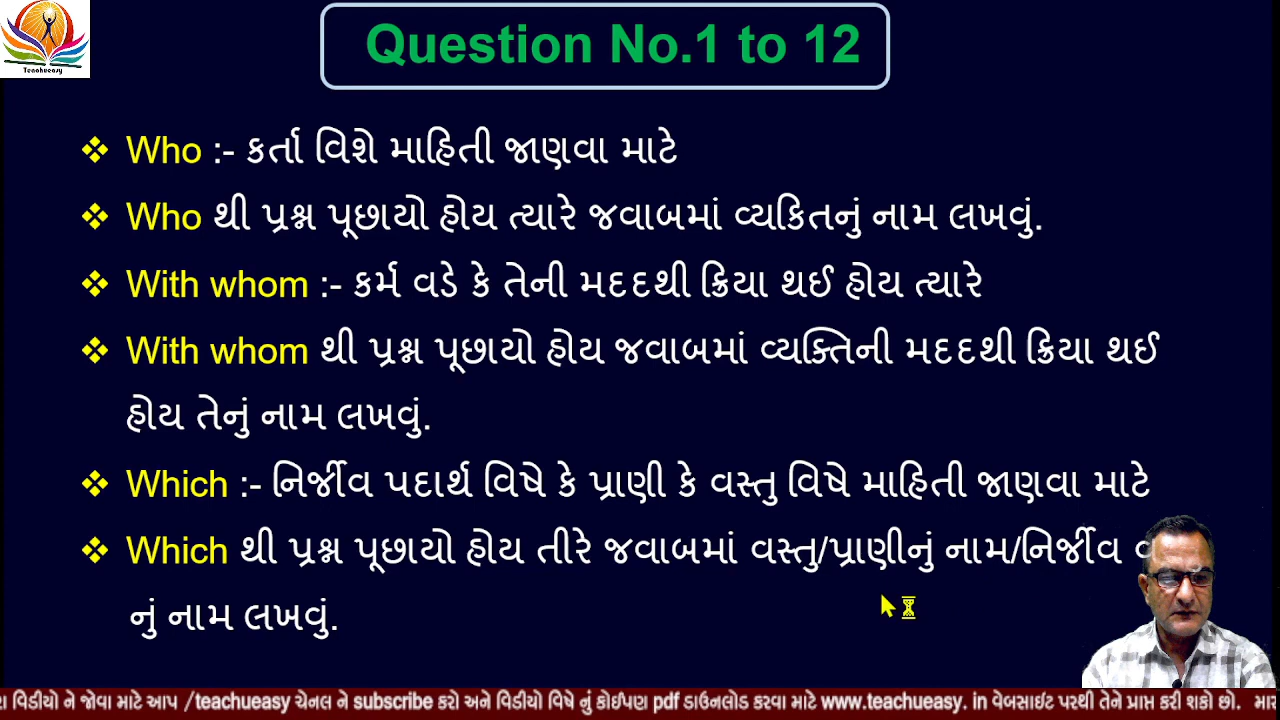 Teachueasy
Question No.1 to 12
❖ Who :- કર્તા વિશે માહિતી જાણવા માટે
❖ Who થી પ્રશ્ન પૂછાયો હોય ત્યારે જવાબમાં વ્યકિતનું નામ લખવું.
❖ With whom :- કર્મ વડે કે તેની મદદથી ક્રિયા થઈ હોય ત્યારે
❖ With whom થી પ્રશ્ન પૂછાયો હોય જવાબમાં વ્યક્તિની મદદથી ક્રિયા થઈ
હોય તેનું નામ લખવું.
❖ Which :- નિર્જીવ પદાર્થ વિષે કે પ્રાણી કે વસ્તુ વિષે માહિતી જાણવા માટે
❖ Which થી પ્રશ્ન પૂછાયો હોય તીરે જવાબમાં વસ્તુ/પ્રાણીનું નામ/નિર્જીવ
નું નામ લખવું.
વિડીયો ને જોવા માટે આપ /teachueasy ચેનલ ને subscribe કરો અને વિડીયો વિષે નું કોઈપણ pdf ડાઉનલોડ કરવા માટે www.teachueasy. in વેબસાઈટ પરથી તેને પ્રાપ્ત કરી શકો છો.